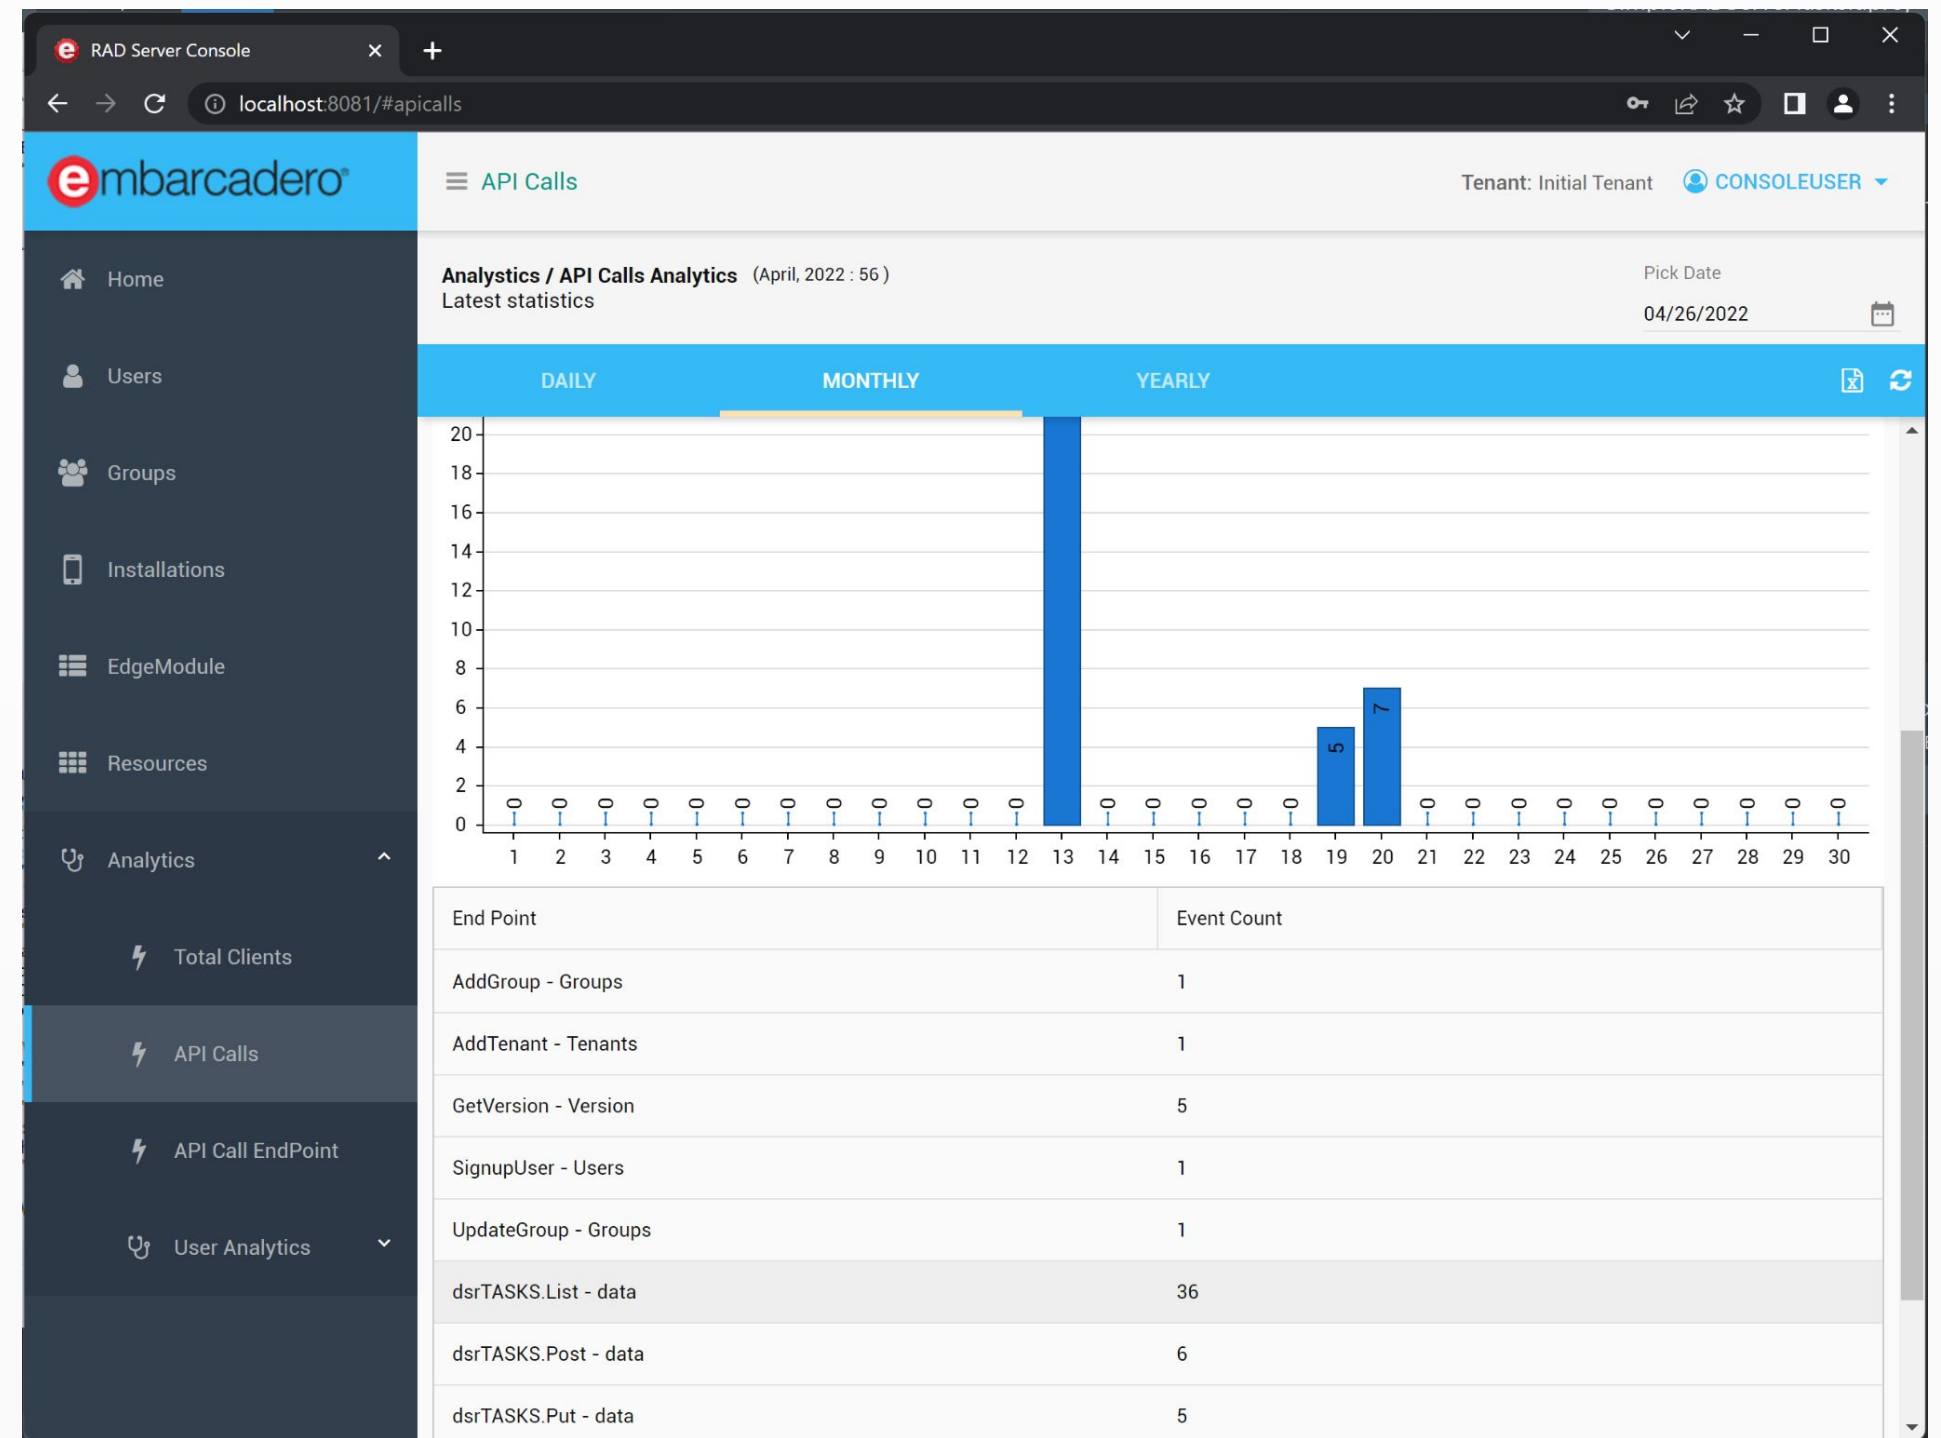 RAD Server Console
localhost:8081/#apicalls
embarcadero®
API Calls
Tenant: Initial Tenant
CONSOLEUSER
Home
Users
Groups
Installations
EdgeModule
Resources
Analytics
Total Clients
API Calls
API Call EndPoint
User Analytics
Analystics / API Calls Analytics (April, 2022 : 56 )
Latest statistics
Pick Date
04/26/2022
DAILY MONTHLY YEARLY
20
18
16
14
12
10
8
6
4
2
0
0 0 0 0 0 0 0 0 0 0 0 0 0 0 0 0 0 5 7 0 0 0 0 0 0 0 0 0 0
1 2 3 4 5 6 7 8 9 10 11 12 13 14 15 16 17 18 19 20 21 22 23 24 25 26 27 28 29 30
End Point Event Count
AddGroup - Groups 1
AddTenant - Tenants 1
GetVersion - Version 5
SignupUser - Users 1
UpdateGroup - Groups 1
dsrTASKS.List - data 36
dsrTASKS.Post - data 6
dsrTASKS.Put - data 5